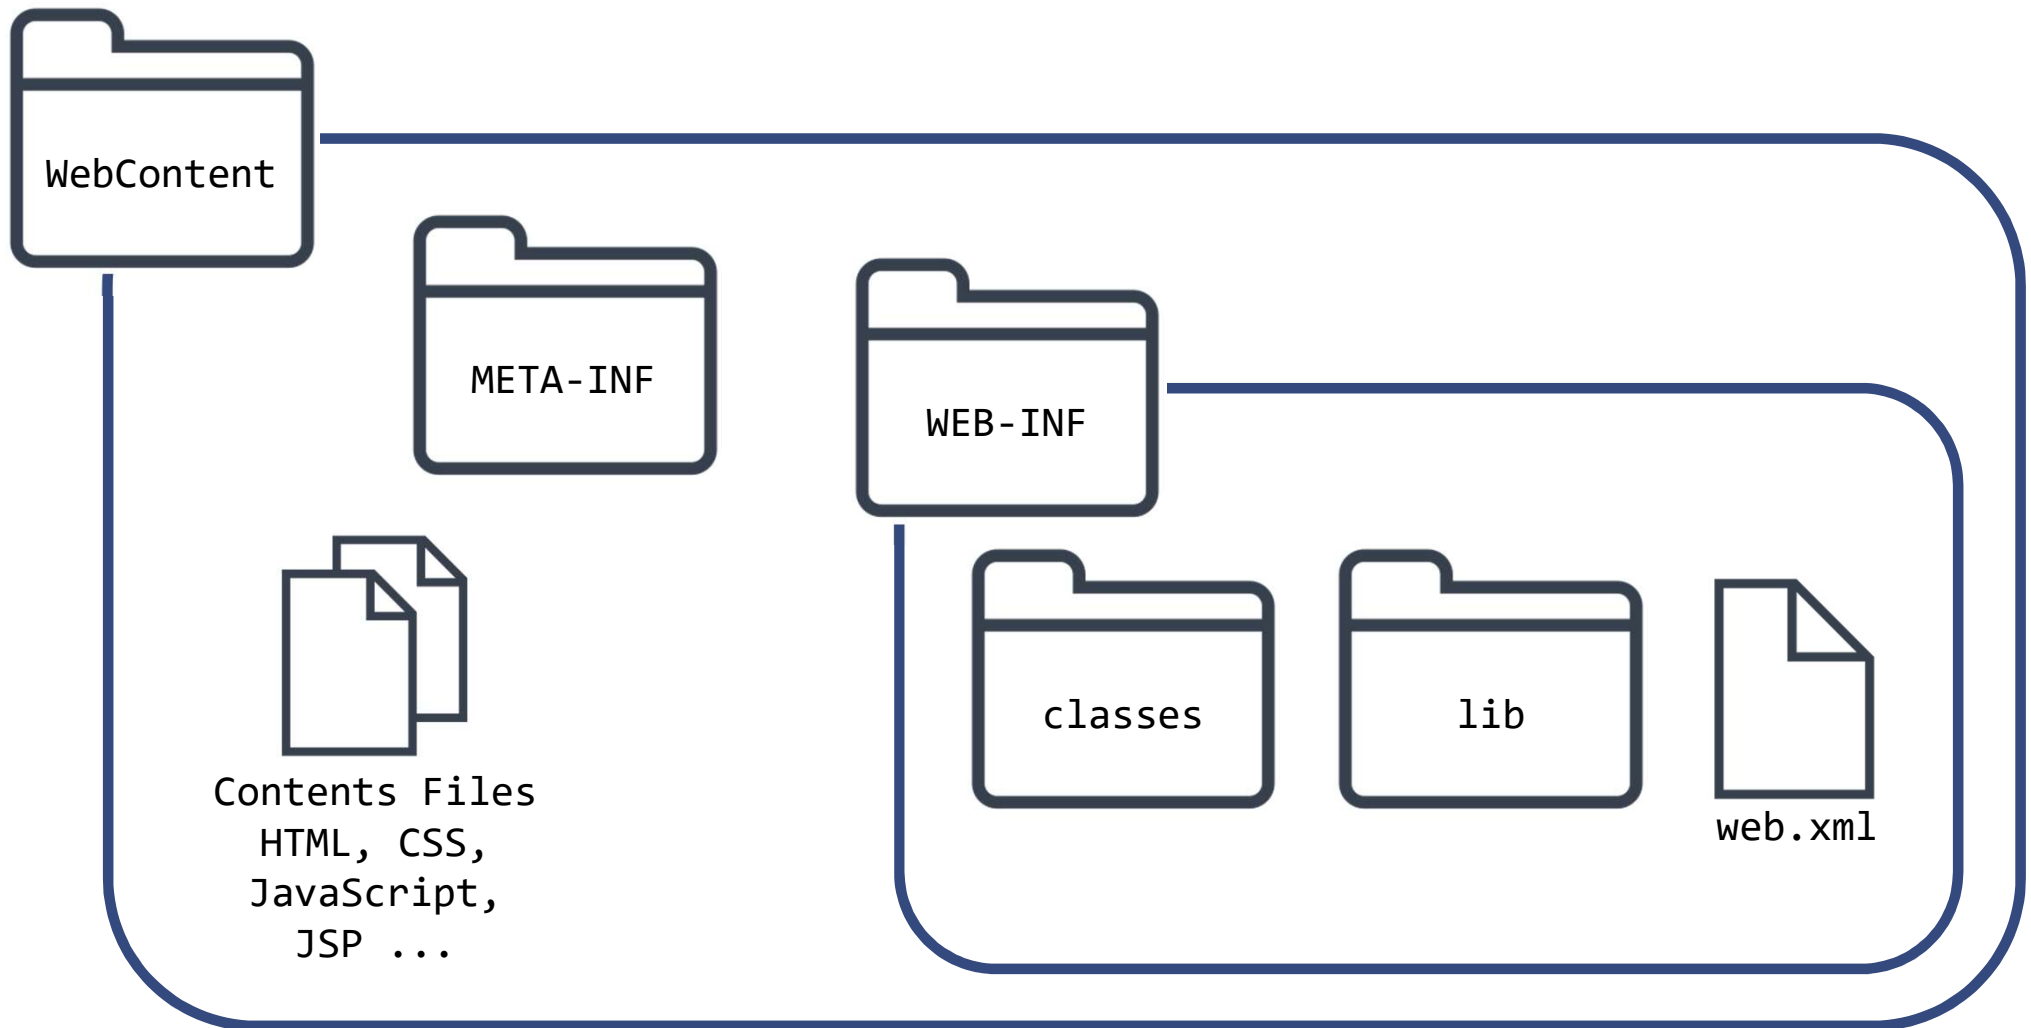 WebContent
META-INF
WEB-INF
classes
lib
web.xml
Contents Files
HTML, CSS,
JavaScript,
JSP ...